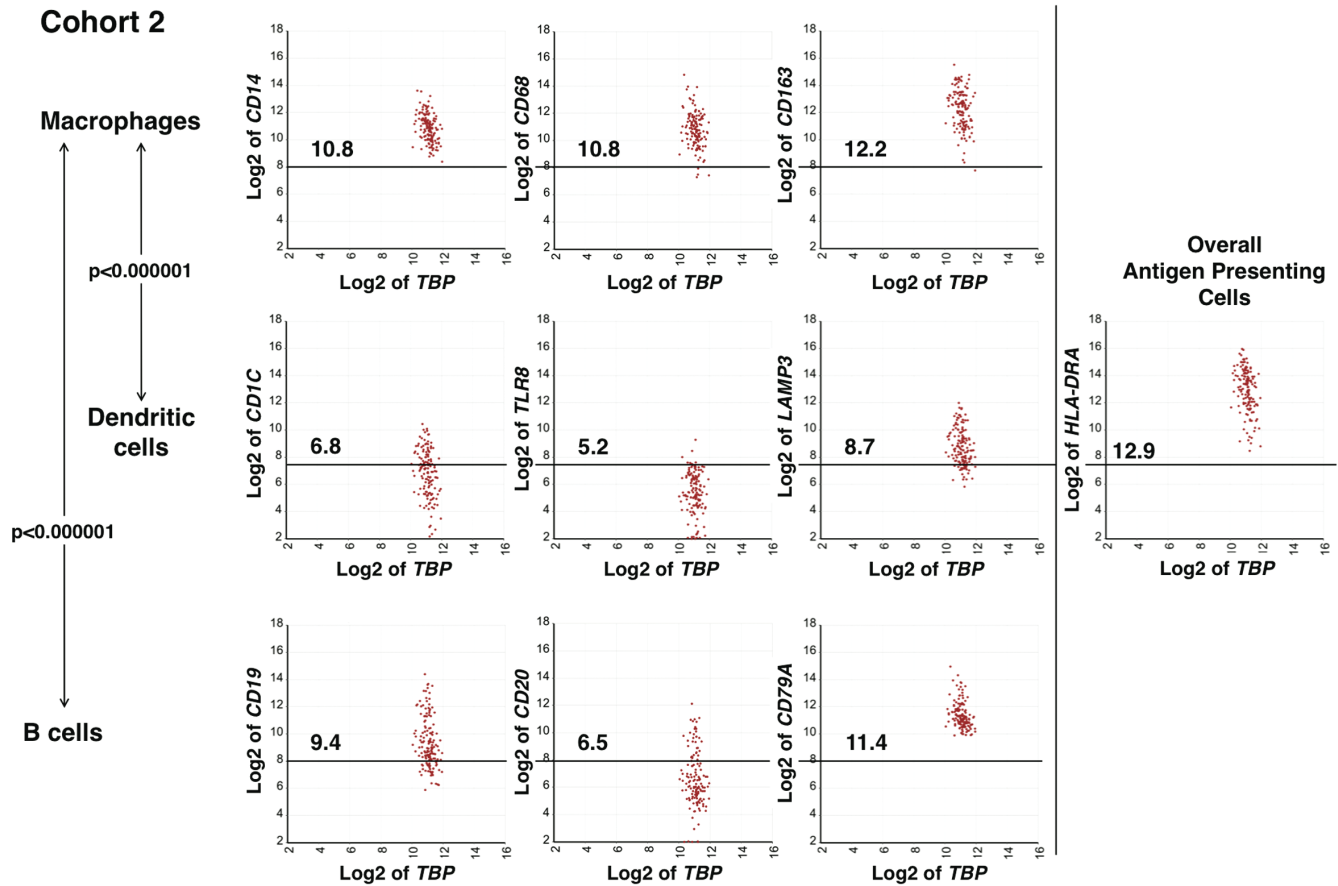 Cohort 2
Macrophages
p<0.000001
Dendritic
cells
p<0.000001
B cells
Log2 of CD14
18
16
14
12
10
8
6
4
2
10.8
2 4 6 8 10 12 14 16
Log2 of TBP
Log2 of CD68
18
16
14
12
10
8
6
4
2
10.8
2 4 6 8 10 12 14 16
Log2 of TBP
Log2 of CD163
18
16
14
12
10
8
6
4
2
12.2
2 4 6 8 10 12 14 16
Log2 of TBP
Log2 of CD1C
18
16
14
12
10
8
6
4
2
6.8
2 4 6 8 10 12 14 16
Log2 of TBP
Log2 of TLR8
18
16
14
12
10
8
6
4
2
5.2
2 4 6 8 10 12 14 16
Log2 of TBP
Log2 of LAMP3
18
16
14
12
10
8
6
4
2
8.7
2 4 6 8 10 12 14 16
Log2 of TBP
Overall
Antigen Presenting
Cells
Log2 of HLA-DRA
18
16
14
12
10
8
6
4
2
12.9
2 4 6 8 10 12 14 16
Log2 of TBP
Log2 of CD19
18
16
14
12
10
8
6
4
2
9.4
2 4 6 8 10 12 14 16
Log2 of TBP
Log2 of CD20
18
16
14
12
10
8
6
4
2
6.5
2 4 6 8 10 12 14 16
Log2 of TBP
Log2 of CD79A
18
16
14
12
10
8
6
4
2
11.4
2 4 6 8 10 12 14 16
Log2 of TBP